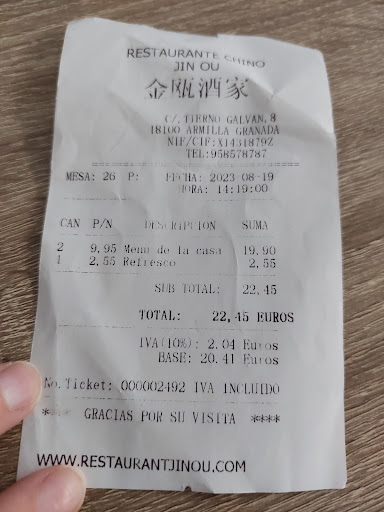 RESTAURANTE CHINO
JIN OU
金瓯酒家
C/, TIERNO GALVAN, 8
18100 ARMILLA GRANADA
NIF/CIF:X1431879Z
TEL:958578787
MESA: 26 P: FECHA: 2023-08-19
HORA: 14:19:00
CAN P/N DESCRIPCION SUMA
2 9,95 Menu de la casa 19,90
1 2,55 Refresco 2,55
SUB TOTAL: 22,45
TOTAL: 22,45 EUROS
IVA(10%): 2.04 Euros
BASE: 20.41 Euros
No.Ticket: 000002492 IVA INCLUIDO
*** GRACIAS POR SU VISITA ****
WWW.RESTAURANTJINOU.COM